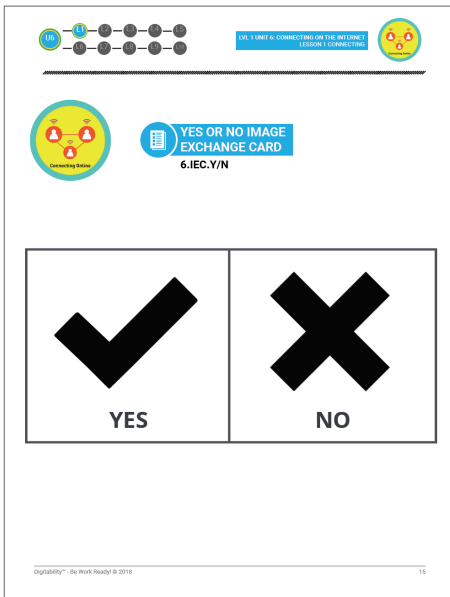 U6
L1 L2 L3 L4 L5
L6 L7 L8 L9
LVL 1 UNIT 6: CONNECTING ON THE INTERNET
LESSON 1 CONNECTING
Connecting Online
Connecting Online
YES OR NO IMAGE
EXCHANGE CARD
6.IEC.Y/N
YES
NO
Digitability™ - Be Work Ready! © 2018
15